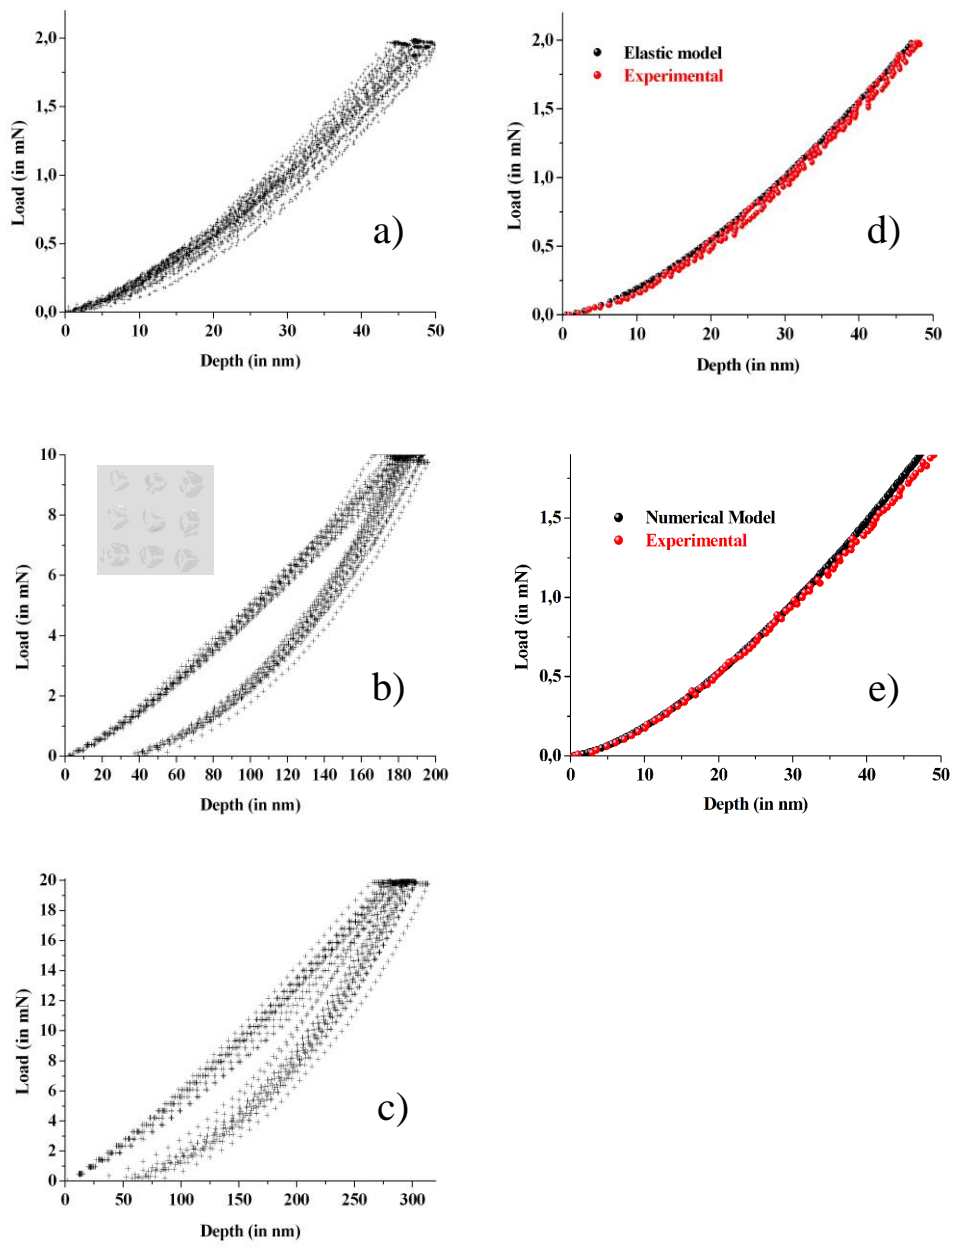 2,0
1,5
1,0
0,5
0,0
Load (in mN)
a)
0 10 20 30 40 50
Depth (in nm)
2,0
1,5
1,0
0,5
0,0
Load (in mN)
Elastic model
Experimental
d)
0 10 20 30 40 50
Depth (in nm)
10
8
6
4
2
0
Load (in mN)
b)
0 20 40 60 80 100 120 140 160 180 200
Depth (in nm)
1,5
1,0
0,5
0,0
Load (in mN)
Numerical Model
Experimental
e)
0 10 20 30 40 50
Depth (in nm)
20
18
16
14
12
10
8
6
4
2
0
Load (in mN)
c)
0 50 100 150 200 250 300
Depth (in nm)